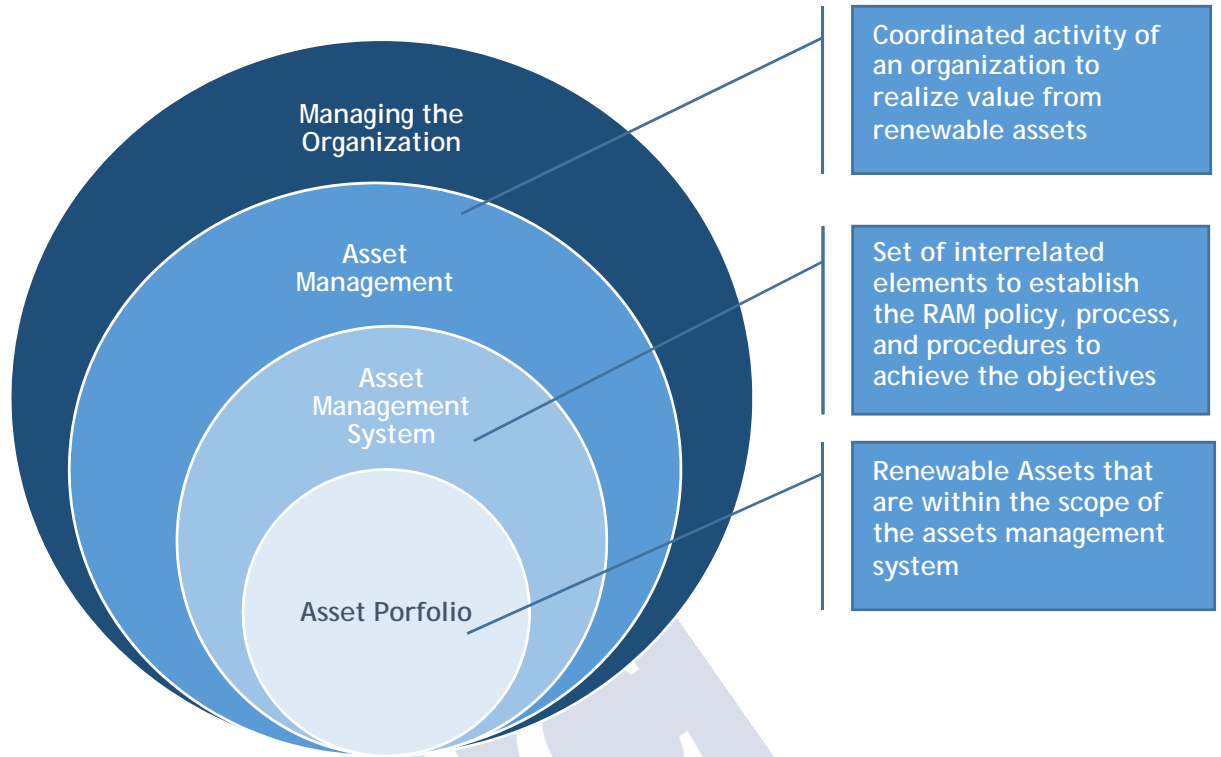 Managing the
Organization
Asset
Management
Asset
Management
System
Asset Porfolio
Coordinated activity of
an organization to
realize value from
renewable assets
Set of interrelated
elements to establish
the RAM policy, process,
and procedures to
achieve the objectives
Renewable Assets that
are within the scope of
the assets management
system